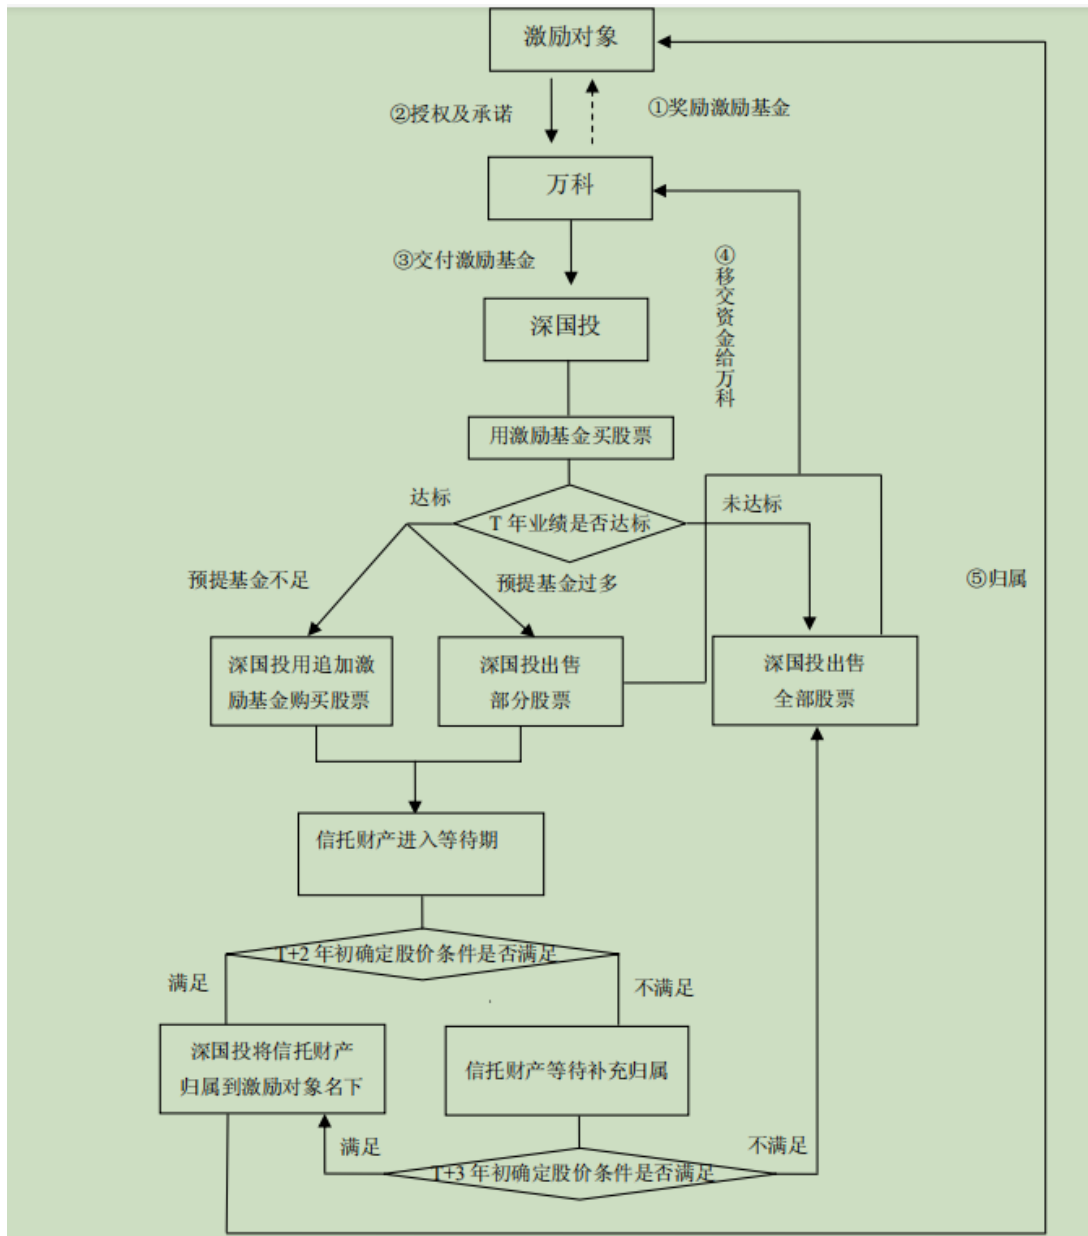 激励对象
②授权及承诺
①奖励激励基金
万科
③交付激励基金
④移交资金给万科
深国投
用激励基金买股票
达标
T 年业绩是否达标
未达标
预提基金不足
预提基金过多
⑤归属
深国投用追加激
励基金购买股票
深国投出售
部分股票
深国投出售
全部股票
信托财产进入等待期
T+2 年初确定股价条件是否满足
满足
不满足
深国投将信托财产
归属到激励对象名下
信托财产等待补充归属
满足
不满足
T+3 年初确定股价条件是否满足